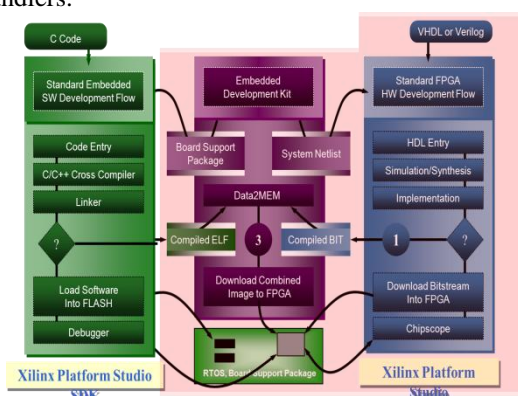 C Code
Standard Embedded
SW Development Flow
Code Entry
C/C++ Cross Compiler
Linker
?
Load Software
Into FLASH
Debugger
Xilinx Platform Studio
SDK
Embedded
Development Kit
Board Support
Package
System Netlist
Data2MEM
Compiled ELF
3
Compiled BIT
Download Combined
Image to FPGA
RTOS, Board Support Package
VHDL or Verilog
Standard FPGA
HW Development Flow
HDL Entry
Simulation/Synthesis
Implementation
1
?
Download Bitstream
Into FPGA
Chipscope
Xilinx Platform
Studio